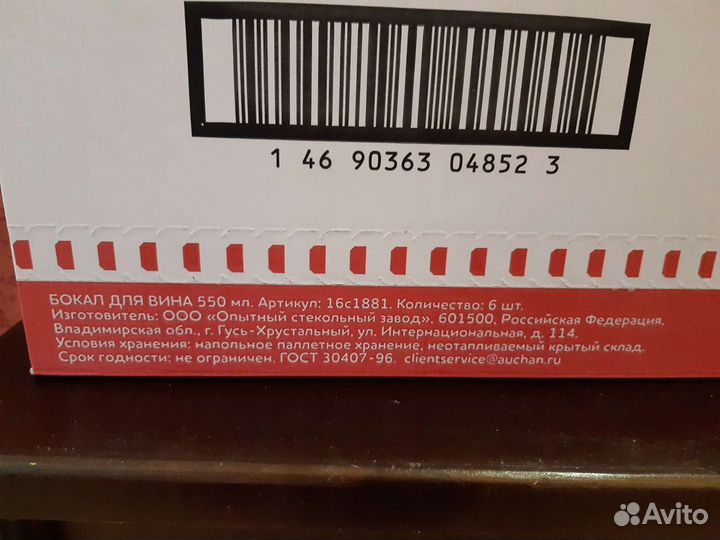 1 46 90363 04852 3
БОКАЛ ДЛЯ ВИНА 550 мл. Артикул: 16с1881. Количество: 6 шт.
Изготовитель: ООО «Опытный стекольный завод», 601500, Российская Федерация,
Владимирская обл., г. Гусь-Хрустальный, ул. Интернациональная, д. 114.
Условия хранения: напольное паллетное хранение, неотапливаемый крытый склад.
Срок годности: не ограничен. ГОСТ 30407-96. clientservice@auchan.ru
Avito